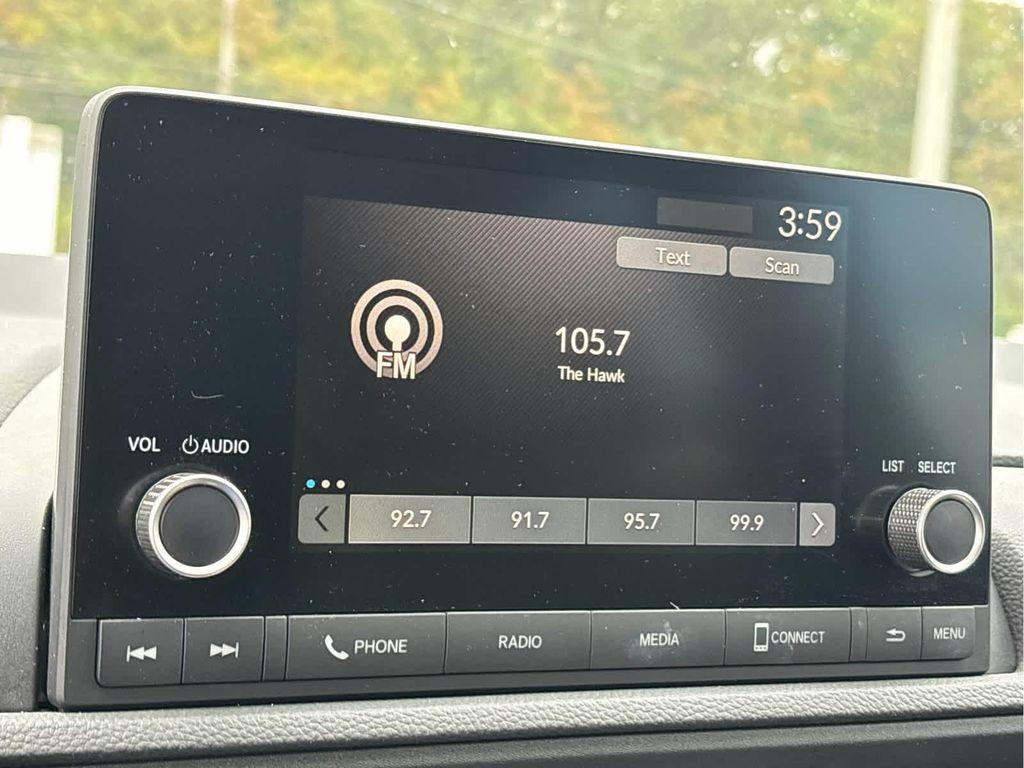 3:59
Text Scan
105.7
The Hawk
FM
VOL AUDIO
LIST SELECT
92.7 91.7 95.7 99.9
PHONE RADIO MEDIA CONNECT MENU